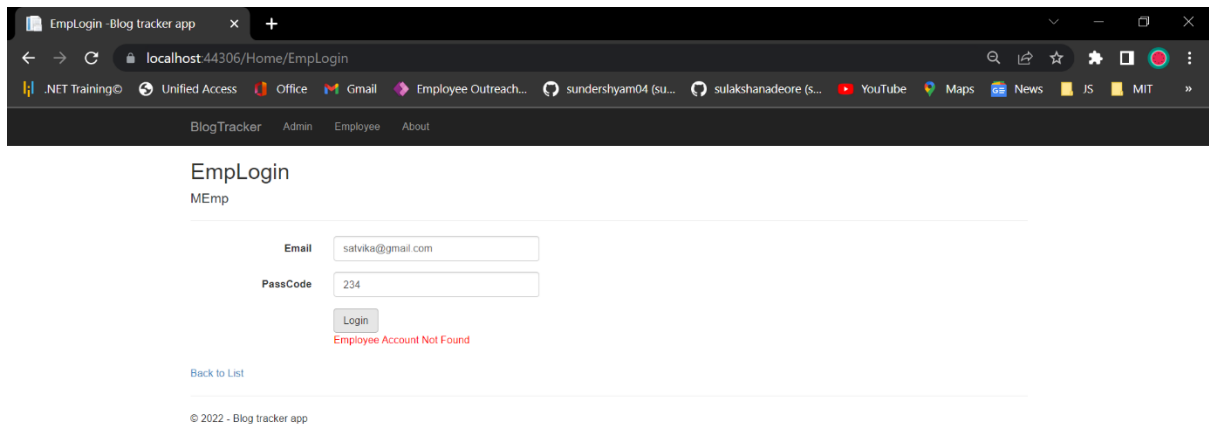 EmpLogin -Blog tracker app
localhost:44306/Home/EmpLogin
.NET Training© Unified Access Office Gmail Employee Outreach... sundershyam04 (su... sulakshanadeore (s... YouTube Maps News JS MIT »
BlogTracker Admin Employee About
EmpLogin
MEmp
Email satvika@gmail.com
PassCode 234
Login
Employee Account Not Found
Back to List
© 2022 - Blog tracker app